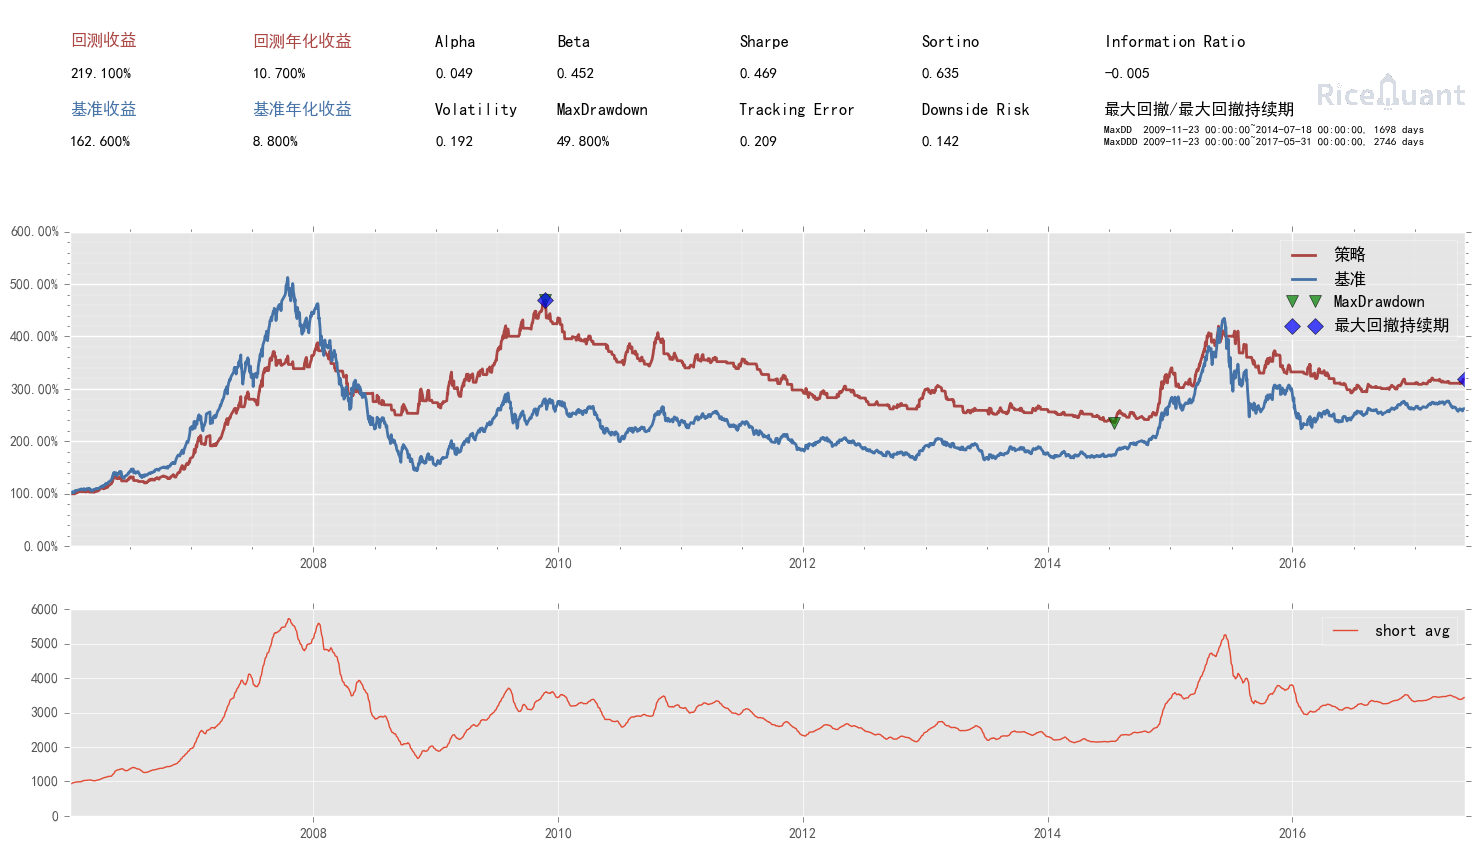 回测收益 回测年化收益 Alpha Beta Sharpe Sortino Information Ratio
219.100% 10.700% 0.049 0.452 0.469 0.635 -0.005
RiceQuant
基准收益 基准年化收益 Volatility MaxDrawdown Tracking Error Downside Risk 最大回撤/最大回撤持续期
162.600% 8.800% 0.192 49.800% 0.209 0.142
MaxDD 2009-11-23 00:00:00~2014-07-18 00:00:00, 1698 days
MaxDDD 2009-11-23 00:00:00~2017-05-31 00:00:00, 2746 days
600.00%
500.00%
400.00%
300.00%
200.00%
100.00%
0.00%
策略
基准
MaxDrawdown
最大回撤持续期
2008 2010 2012 2014 2016
6000
5000
4000
3000
2000
1000
0
short avg
2008 2010 2012 2014 2016